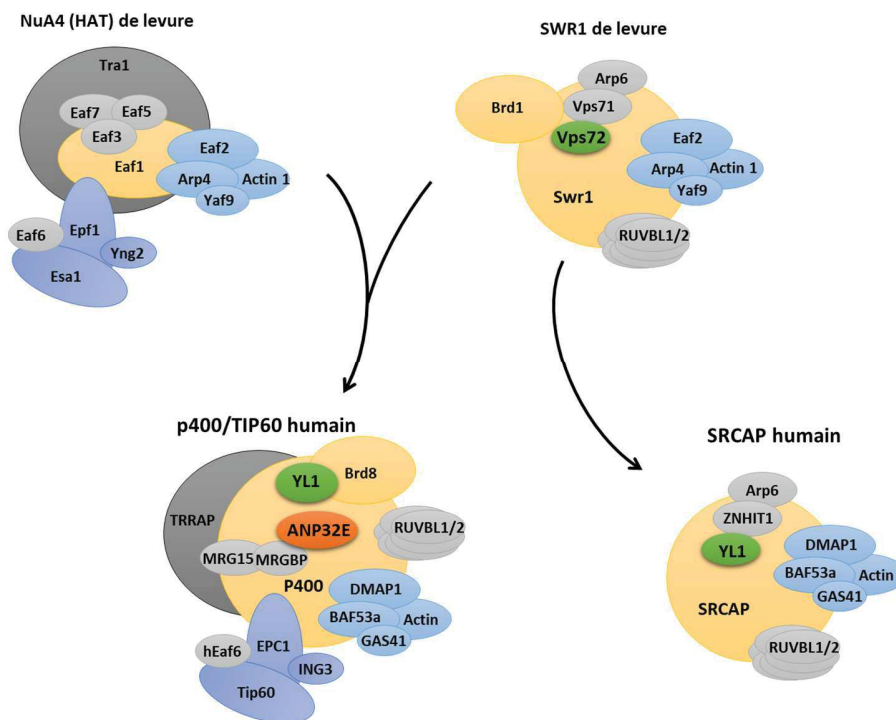 NuA4 (HAT) de levure
Tra1
Eaf7
Eaf5
Eaf3
Eaf1
Eaf2
Arp4
Actin 1
Yaf9
Eaf6
Epf1
Yng2
Esa1
SWR1 de levure
Arp6
Brd1
Vps71
Vps72
Eaf2
Arp4
Actin 1
Yaf9
Swr1
RUVBL1/2
p400/TIP60 humain
YL1
Brd8
TRRAP
ANP32E
RUVBL1/2
MRG15
MRGBP
P400
DMAP1
BAF53a
Actin
GAS41
hEaf6
EPC1
ING3
Tip60
SRCAP humain
Arp6
ZNHIT1
YL1
DMAP1
BAF53a
Actin
GAS41
SRCAP
RUVBL1/2